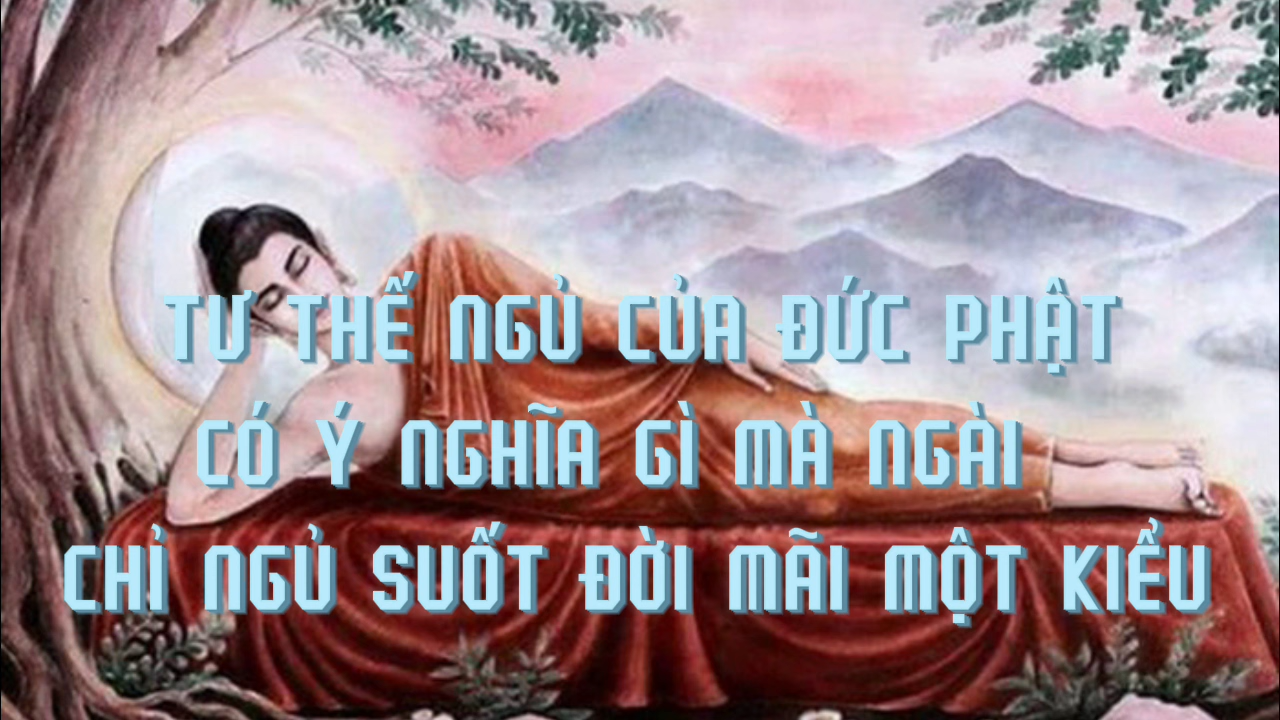 TƯ THẾ NGỦ CỦA ĐỨC PHẬT
CÓ Ý NGHĨA GÌ MÀ NGÀI
CHỈ NGỦ SUỐT ĐỜI MÃI MỘT KIỂU